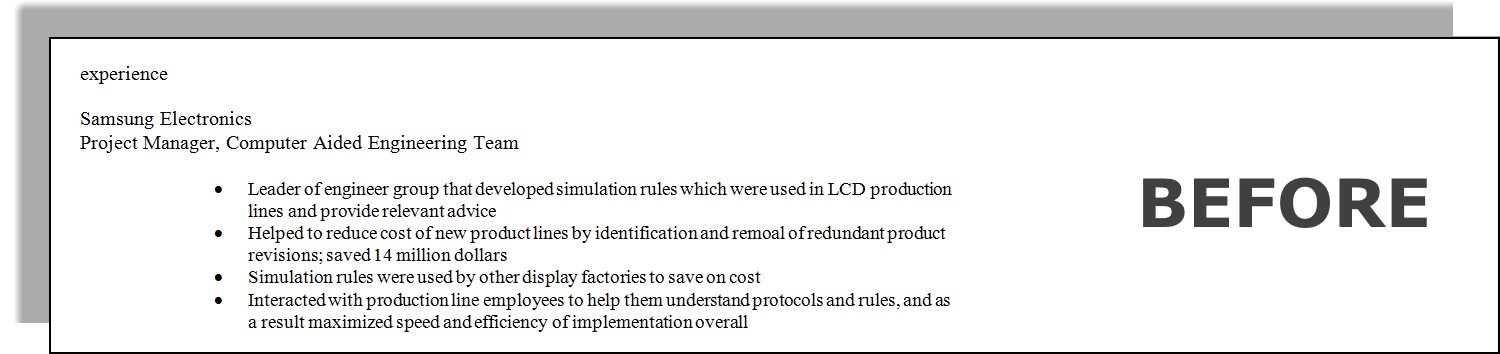 experience
Samsung Electronics
Project Manager, Computer Aided Engineering Team
• Leader of engineer group that developed simulation rules which were used in LCD production
lines and provide relevant advice
• Helped to reduce cost of new product lines by identification and remoal of redundant product
revisions; saved 14 million dollars
• Simulation rules were used by other display factories to save on cost
• Interacted with production line employees to help them understand protocols and rules, and as
a result maximized speed and efficiency of implementation overall
BEFORE